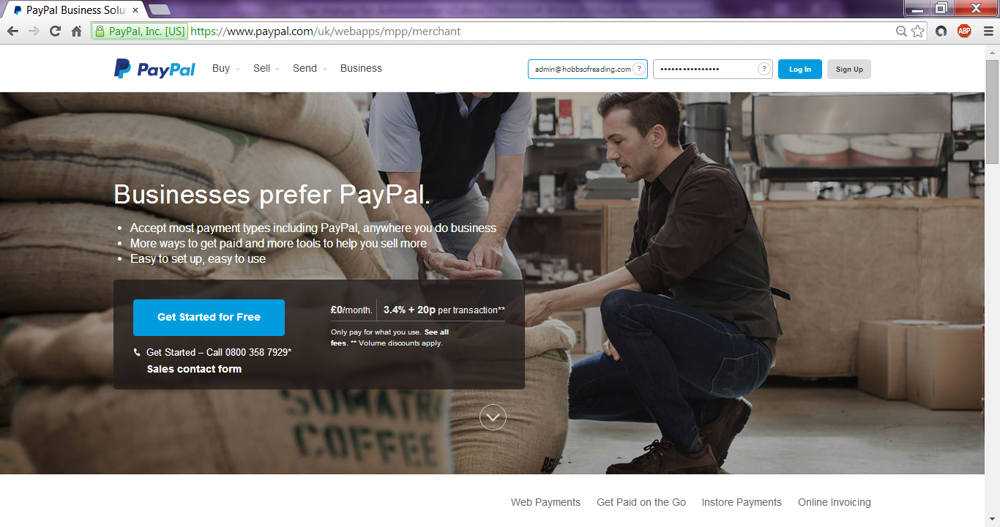 PayPal Business Solut
PayPal, Inc. [US] https://www.paypal.com/uk/webapps/mpp/merchant
ABP
PayPal Buy Sell Send Business admin@hobbsofreading.com ? •••••••••••••••• ? Log In Sign Up
Businesses prefer PayPal.
• Accept most payment types including PayPal, anywhere you do business
• More ways to get paid and more tools to help you sell more
• Easy to set up, easy to use
Get Started for Free
£0/month. 3.4% + 20p per transaction**
Only pay for what you use. See all
fees. ** Volume discounts apply.
Get Started – Call 0800 358 7929*
Sales contact form
SUMATR
COFFEE
Web Payments Get Paid on the Go Instore Payments Online Invoicing